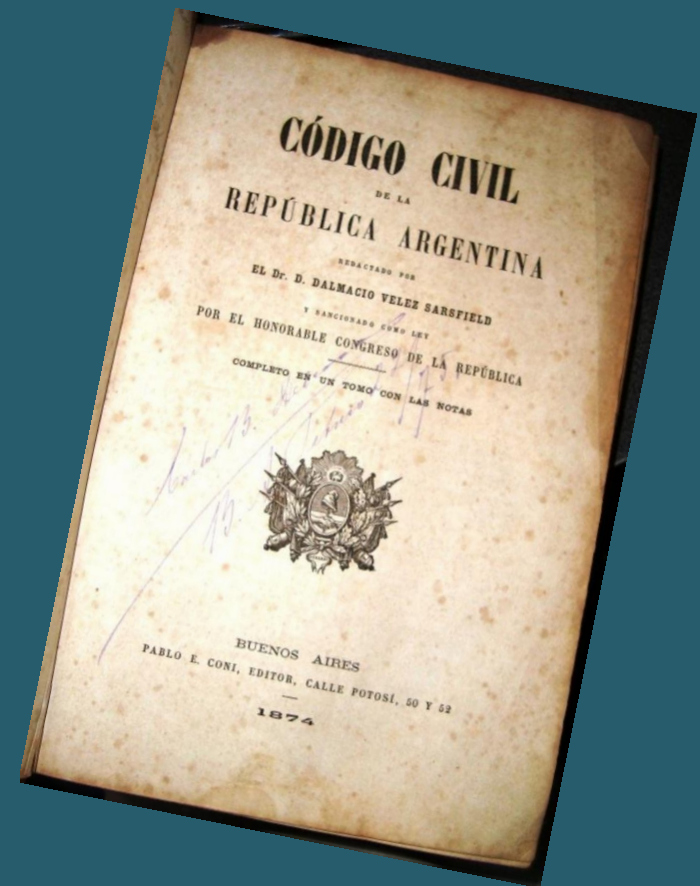 CÓDIGO CIVIL
DE LA
REPÚBLICA ARGENTINA
REDACTADO POR
EL Dr. D. DALMACIO VELEZ SARSFIELD
Y SANCIONADO COMO LEY
POR EL HONORABLE CONGRESO DE LA REPÚBLICA
COMPLETO EN UN TOMO CON LAS NOTAS
BUENOS AIRES
PABLO E. CONI, EDITOR, CALLE POTOSÍ, 50 Y 52
1874